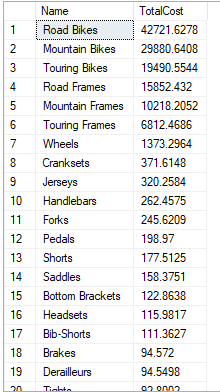 Name TotalCost
1 Road Bikes 42721.6278
2 Mountain Bikes 29880.6408
3 Touring Bikes 19490.5544
4 Road Frames 15852.432
5 Mountain Frames 10218.2052
6 Touring Frames 6812.4686
7 Wheels 1373.2964
8 Cranksets 371.6148
9 Jerseys 320.2584
10 Handlebars 262.4575
11 Forks 245.6209
12 Pedals 198.97
13 Shorts 177.5125
14 Saddles 158.3751
15 Bottom Brackets 122.8638
16 Headsets 115.9817
17 Bib-Shorts 111.3627
18 Brakes 94.572
19 Derailleurs 94.5498
20 Tights 92.8002